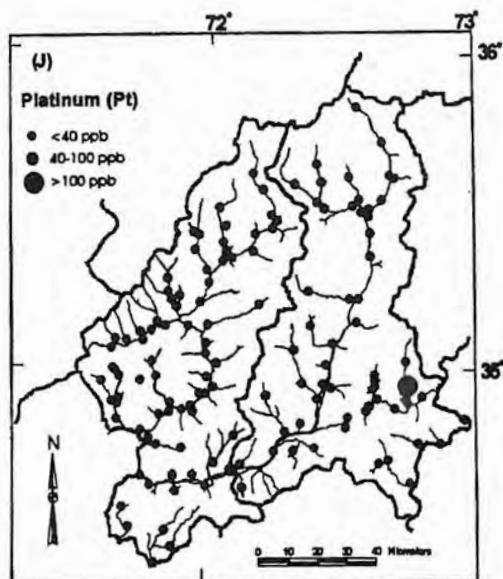 72°
73°
36°
(J)
Platinum (Pt)
<40 ppb
40-100 ppb
>100 ppb
35°
N
0 10 20 30 40 Kilometers